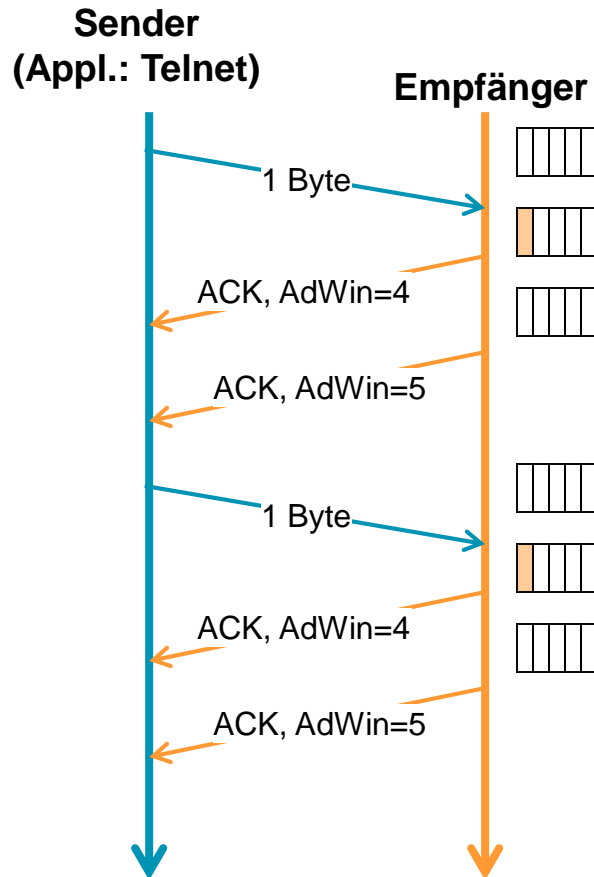 Sender
(Appl.: Telnet)
Empfänger
1 Byte
ACK, AdWin=4
ACK, AdWin=5
1 Byte
ACK, AdWin=4
ACK, AdWin=5